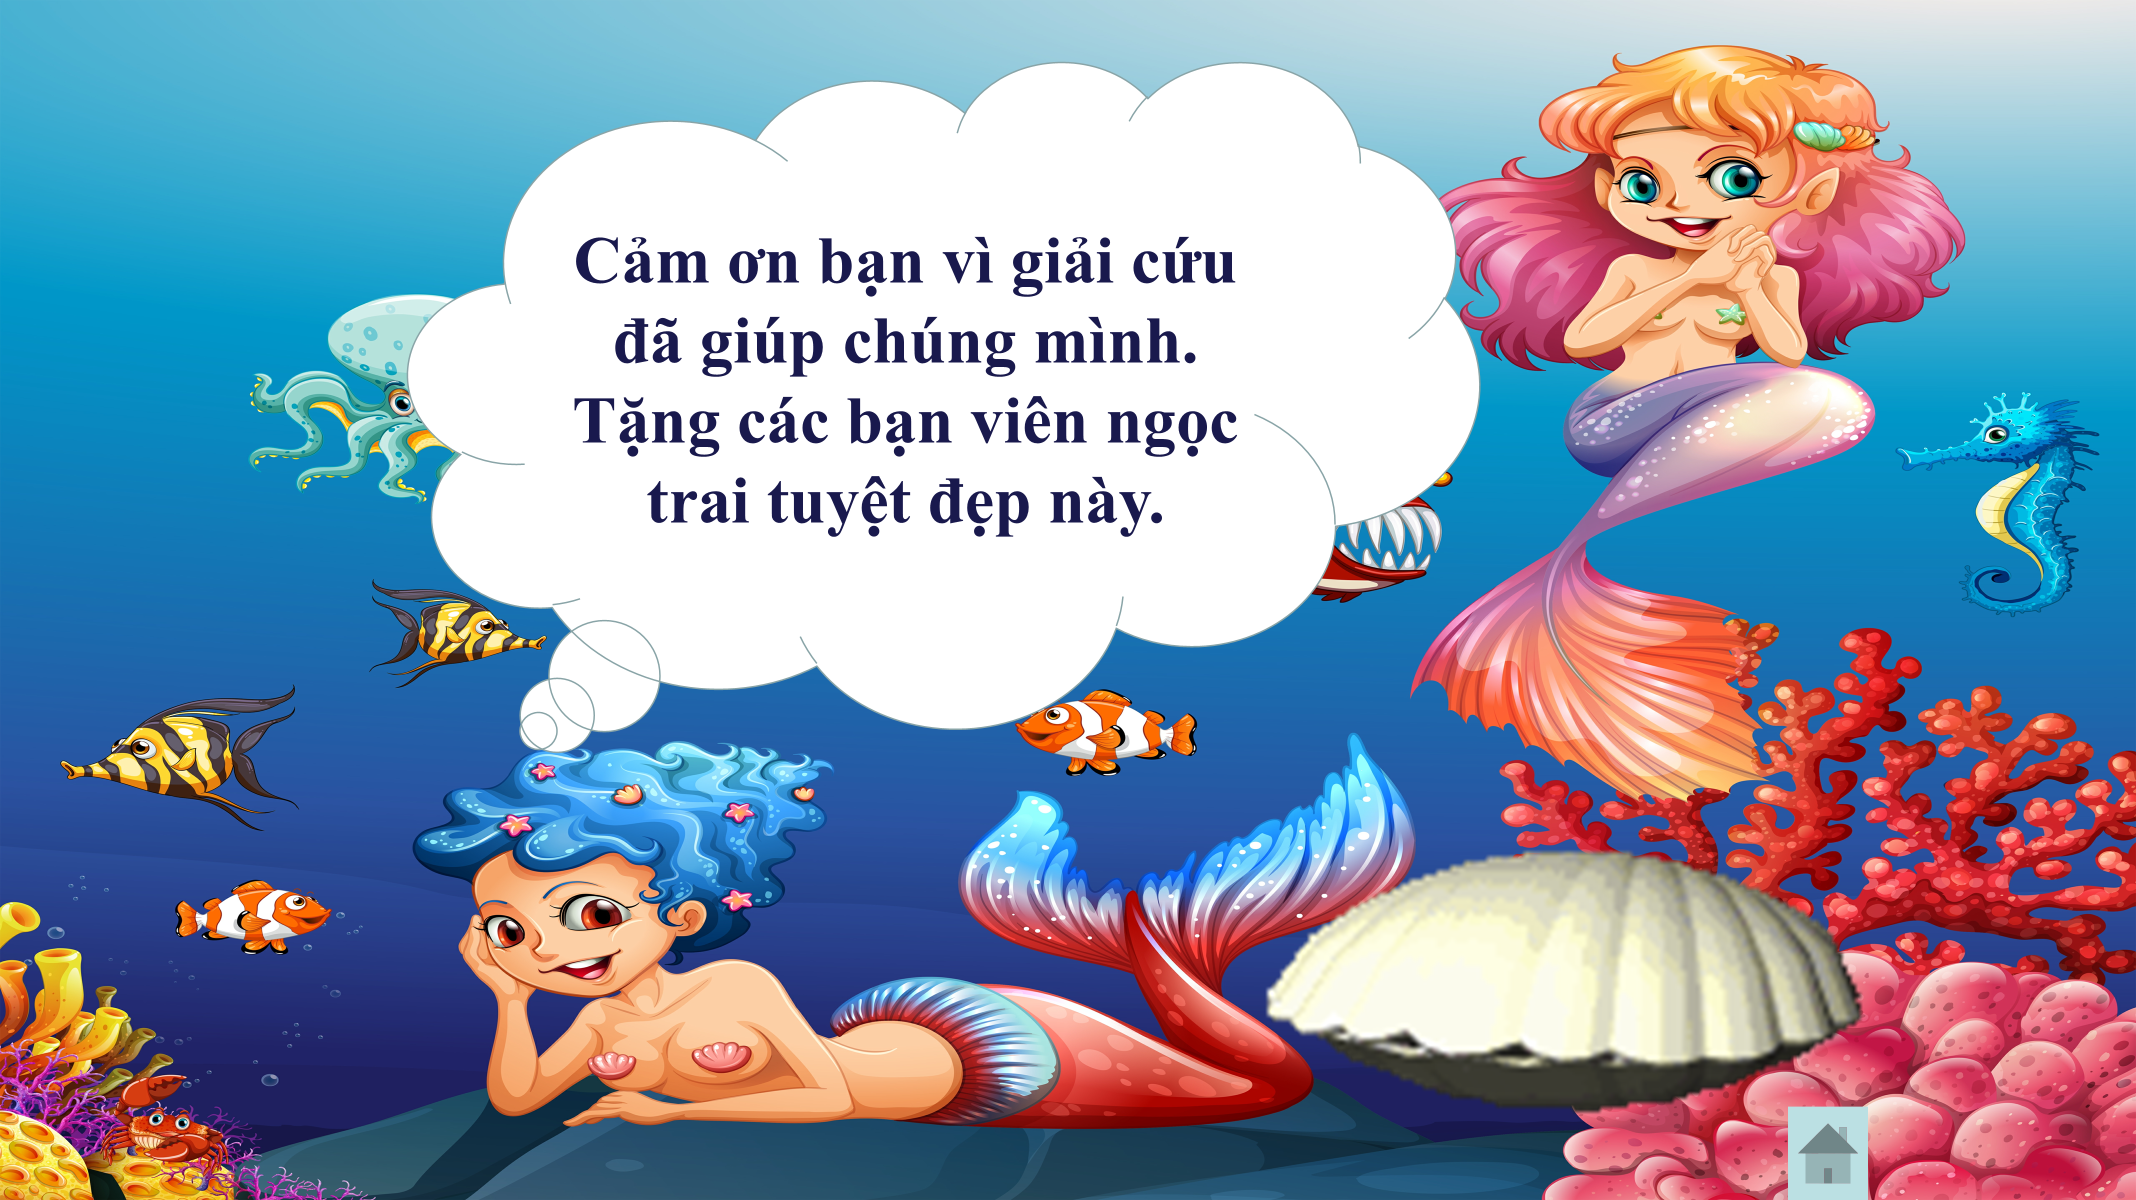 Cảm ơn bạn vì giải cứu
đã giúp chúng mình.
Tặng các bạn viên ngọc
trai tuyệt đẹp này.